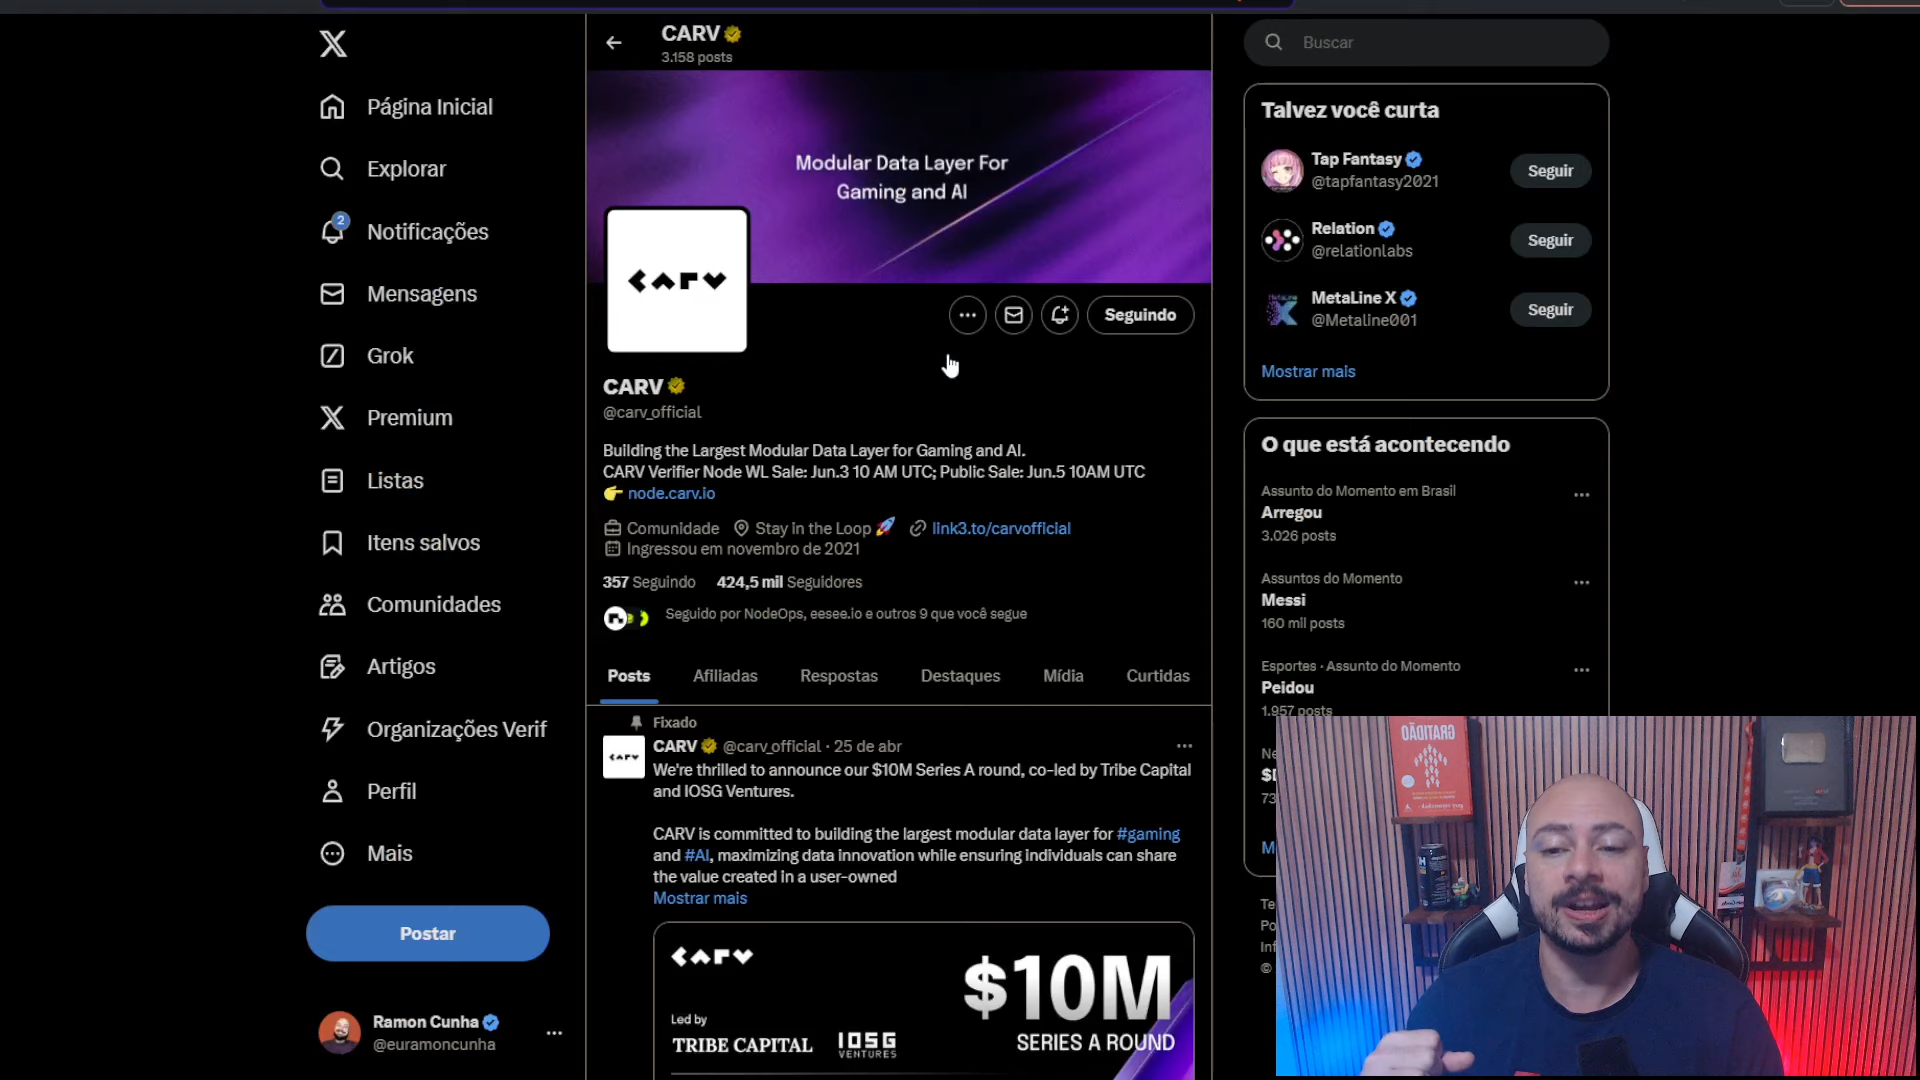 CARV
3.158 posts
Modular Data Layer For
Gaming and AI
CARV
Seguindo
CARV
@carv_official
Building the Largest Modular Data Layer for Gaming and AI.
CARV Verifier Node WL Sale: Jun.3 10 AM UTC; Public Sale: Jun.5 10AM UTC
👉 node.carv.io
Comunidade Stay in the Loop 🚀 link3.to/carvofficial
Ingressou em novembro de 2021
357 Seguindo 424,5 mil Seguidores
Seguido por NodeOps, eesee.io e outros 9 que você segue
Posts Afiliadas Respostas Destaques Mídia Curtidas
Fixado
CARV @carv_official · 25 de abr
We're thrilled to announce our $10M Series A round, co-led by Tribe Capital
and IOSG Ventures.
CARV is committed to building the largest modular data layer for #gaming
and #AI, maximizing data innovation while ensuring individuals can share
the value created in a user-owned
Mostrar mais
CARV
$10M
SERIES A ROUND
Led by
TRIBE CAPITAL
IOSG
VENTURES
Página Inicial
Explorar
2
Notificações
Mensagens
Grok
Premium
Listas
Itens salvos
Comunidades
Artigos
Organizações Verif
Perfil
Mais
Postar
Ramon Cunha
@euramoncunha
Buscar
Talvez você curta
Tap Fantasy
@tapfantasy2021
Seguir
Relation
@relationlabs
Seguir
MetaLine X
@Metaline001
Seguir
Mostrar mais
O que está acontecendo
Assunto do Momento em Brasil
Arregou
3.026 posts
Assuntos do Momento
Messi
160 mil posts
Esportes · Assunto do Momento
Peidou
1.957 posts
GRATIDÃO